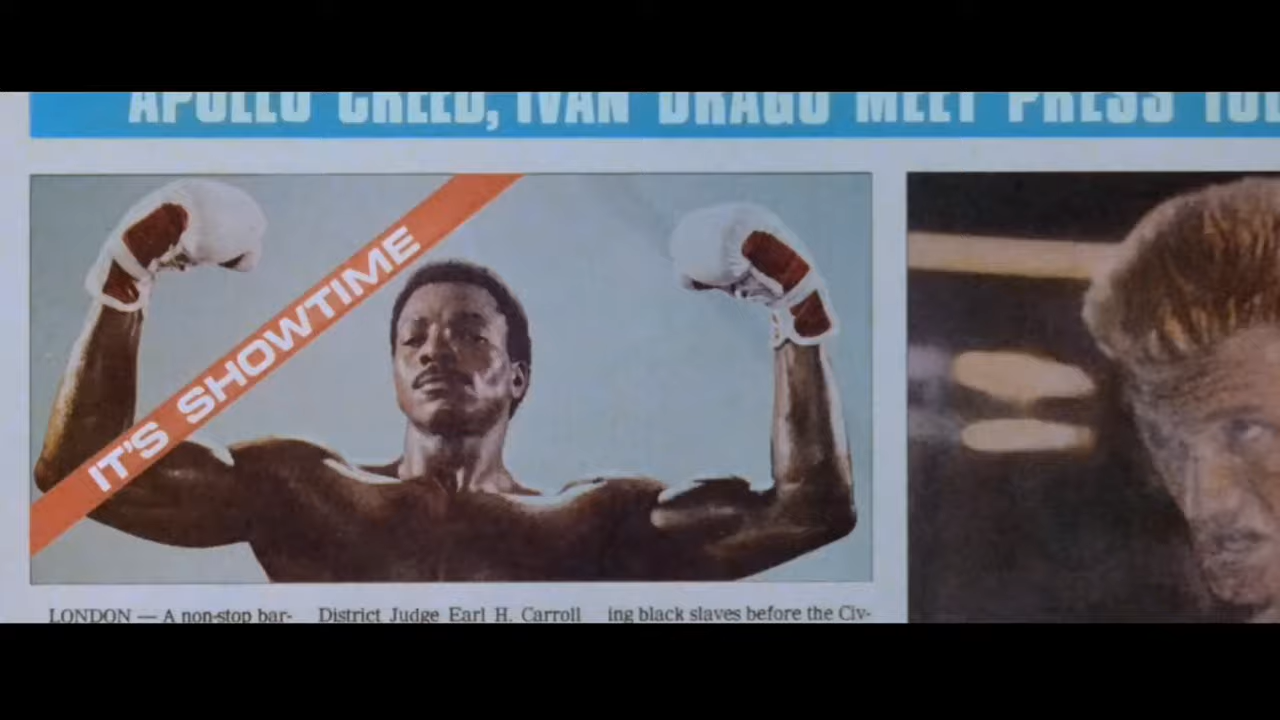 APOLLO CREED, IVAN DRAGO MEET PRESS
IT'S SHOWTIME
LONDON — A non-stop bar-
District Judge Earl H. Carroll
ing black slaves before the Civ-